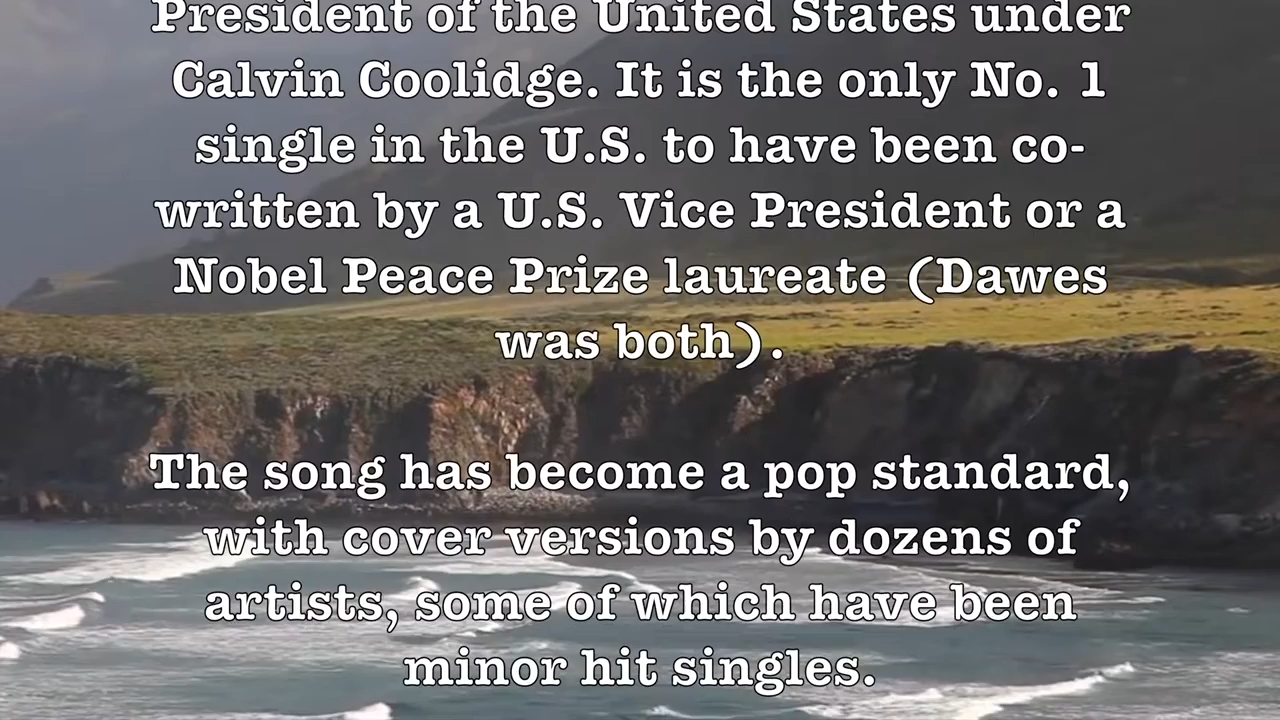 President of the United States under
Calvin Coolidge. It is the only No. 1
single in the U.S. to have been co-
written by a U.S. Vice President or a
Nobel Peace Prize laureate (Dawes
was both).
The song has become a pop standard,
with cover versions by dozens of
artists, some of which have been
minor hit singles.